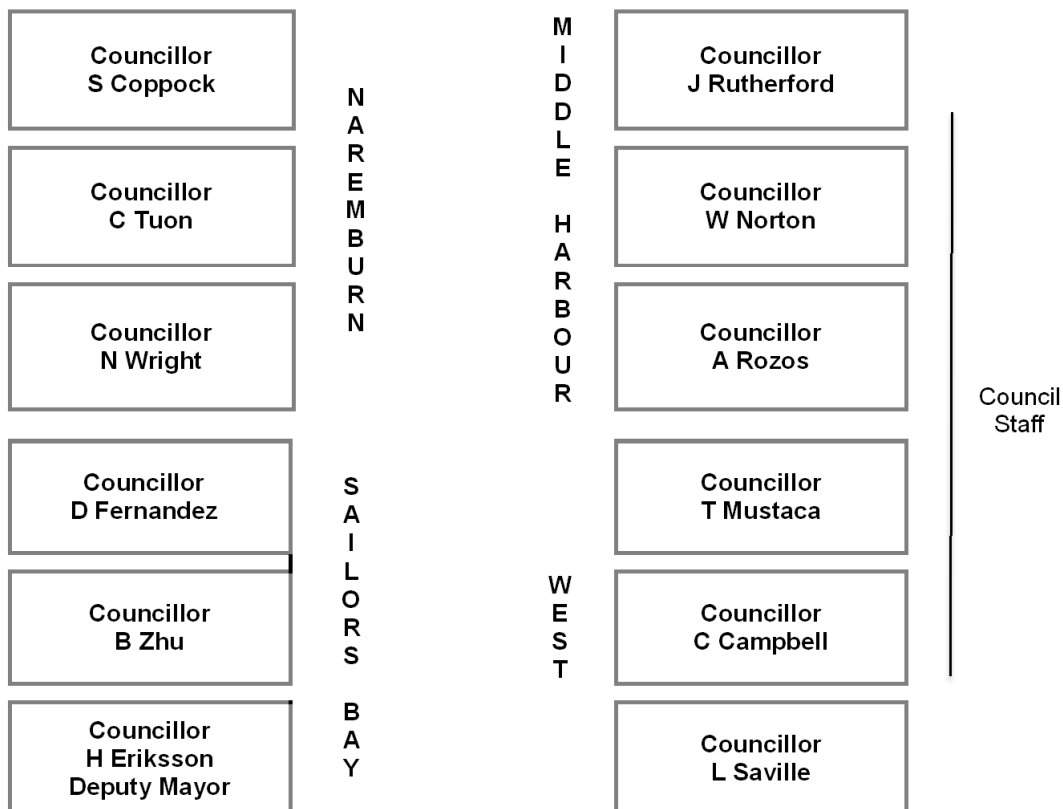 Councillor
S Coppock
Councillor
C Tuon
Councillor
N Wright
Councillor
D Fernandez
Councillor
B Zhu
Councillor
H Eriksson
Deputy Mayor
NAREMBURN
SAILORS BAY
MIDDLE HARBOUR
WEST
Councillor
J Rutherford
Councillor
W Norton
Councillor
A Rozos
Councillor
T Mustaca
Councillor
C Campbell
Councillor
L Saville
Council
Staff